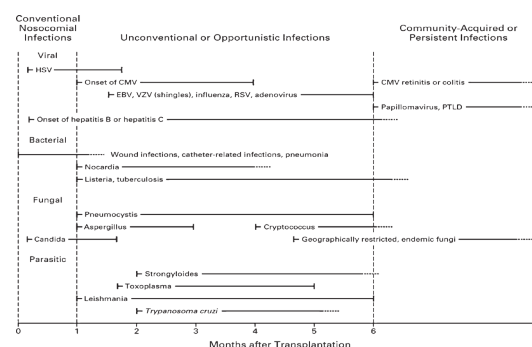 Conventional
Nosocomial
Infections
Unconventional or Opportunistic Infections
Community-Acquired or
Persistent Infections
Viral
HSV
Onset of CMV
CMV retinitis or colitis
EBV, VZV (shingles), influenza, RSV, adenovirus
Papillomavirus, PTLD
Onset of hepatitis B or hepatitis C
Bacterial
Wound infections, catheter-related infections, pneumonia
Nocardia
Listeria, tuberculosis
Fungal
Pneumocystis
Aspergillus
Cryptococcus
Candida
Geographically restricted, endemic fungi
Parasitic
Strongyloides
Toxoplasma
Leishmania
Trypanosoma cruzi
0 1 2 3 4 5 6
Months after Transplantation